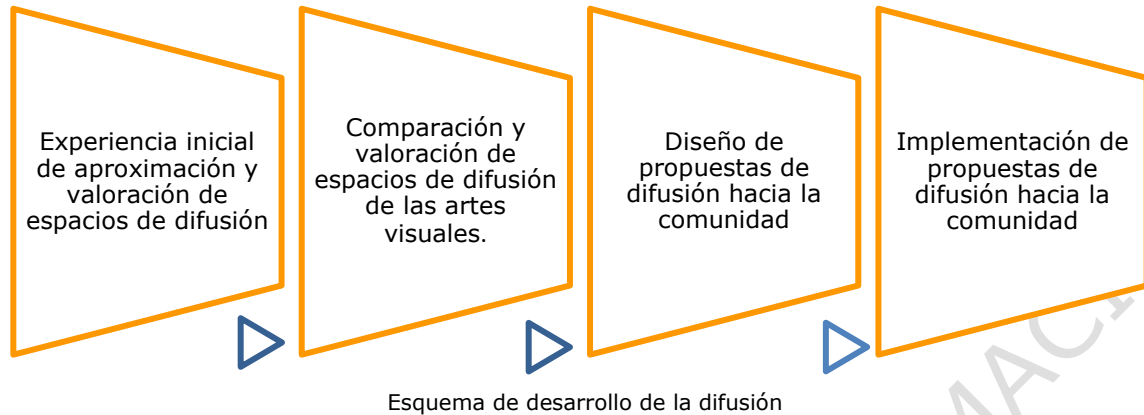 Experiencia inicial
de aproximación y
valoración de
espacios de difusión
Comparación y
valoración de
espacios de difusión
de las artes
visuales.
Diseño de
propuestas de
difusión hacia la
comunidad
Implementación de
propuestas de
difusión hacia la
comunidad
Esquema de desarrollo de la difusión